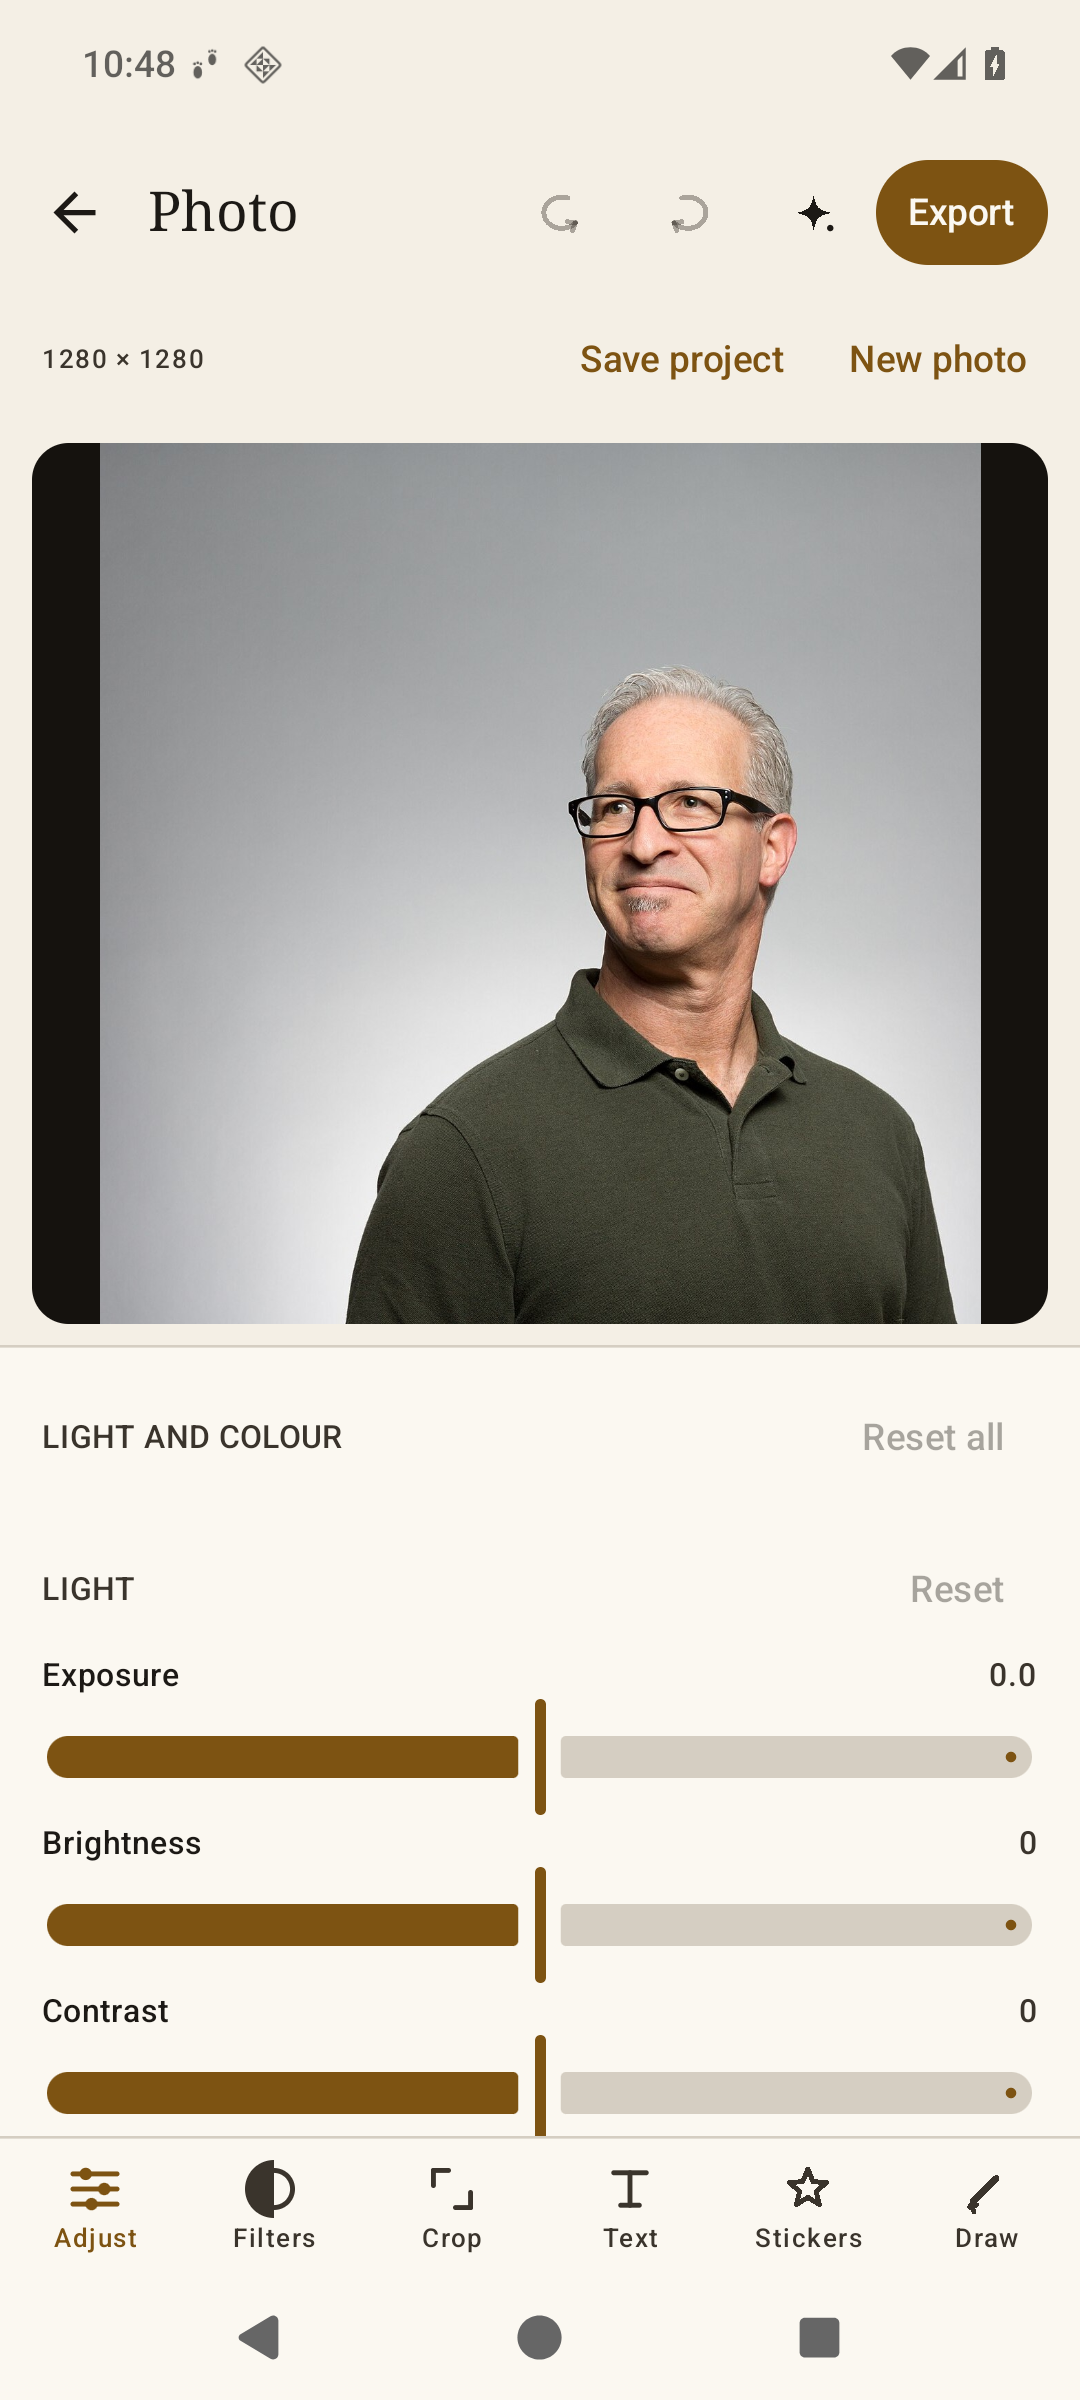 10:48
Photo
Export
1280 × 1280
Save project
New photo
LIGHT AND COLOUR
Reset all
LIGHT
Reset
Exposure
0.0
Brightness
0
Contrast
0
Adjust
Filters
Crop
Text
Stickers
Draw